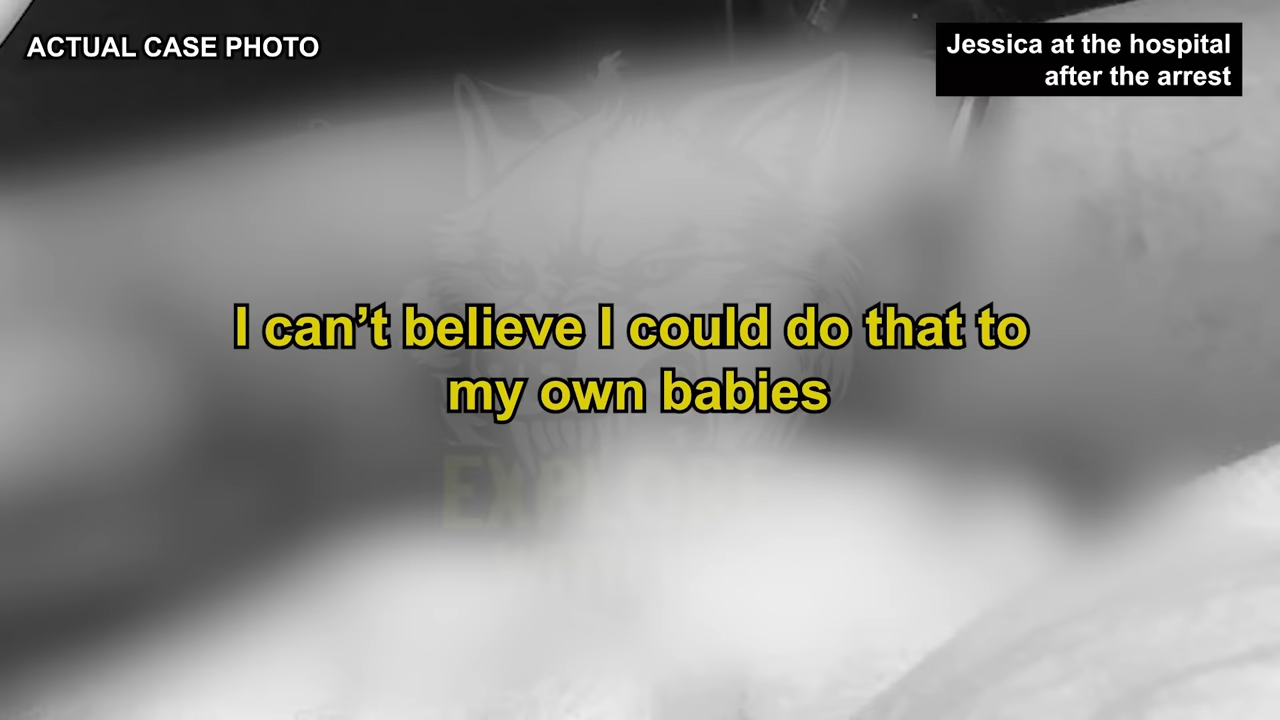 ACTUAL CASE PHOTO
Jessica at the hospital
after the arrest
I can’t believe I could do that to
my own babies